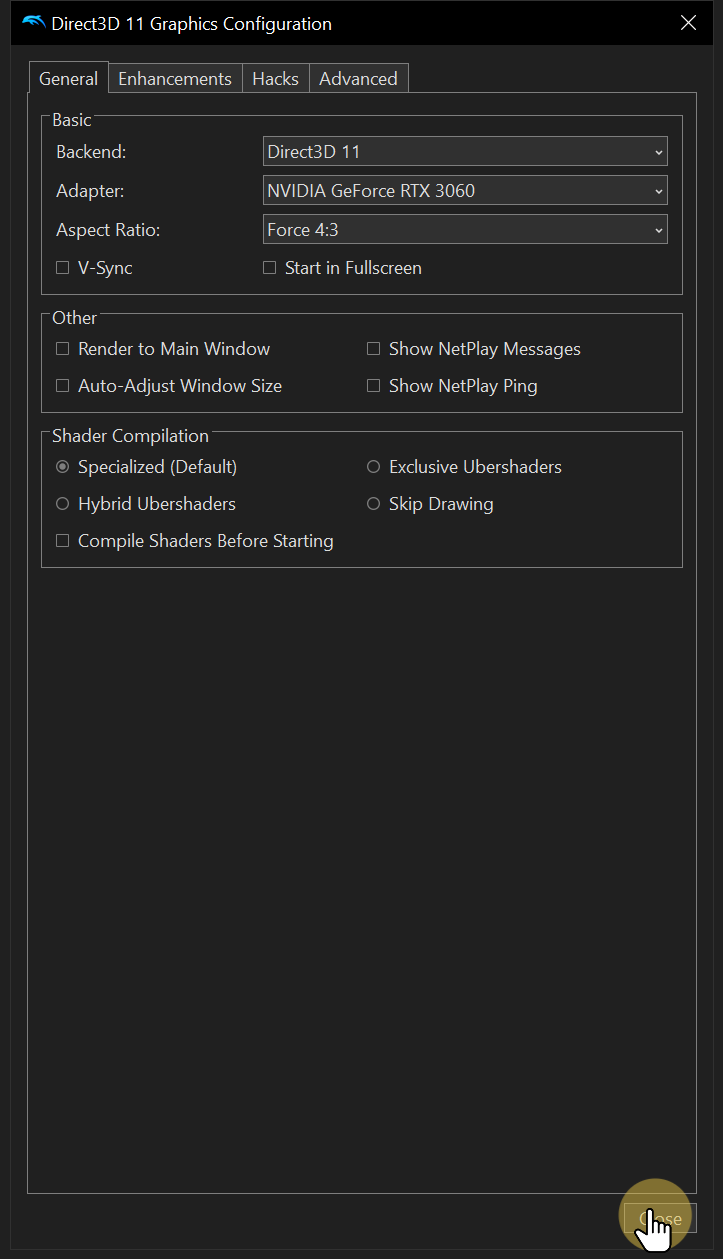 Direct3D 11 Graphics Configuration
General Enhancements Hacks Advanced
Basic
Backend: Direct3D 11
Adapter: NVIDIA GeForce RTX 3060
Aspect Ratio: Force 4:3
V-Sync Start in Fullscreen
Other
Render to Main Window Show NetPlay Messages
Auto-Adjust Window Size Show NetPlay Ping
Shader Compilation
Specialized (Default) Exclusive Ubershaders
Hybrid Ubershaders Skip Drawing
Compile Shaders Before Starting
Close